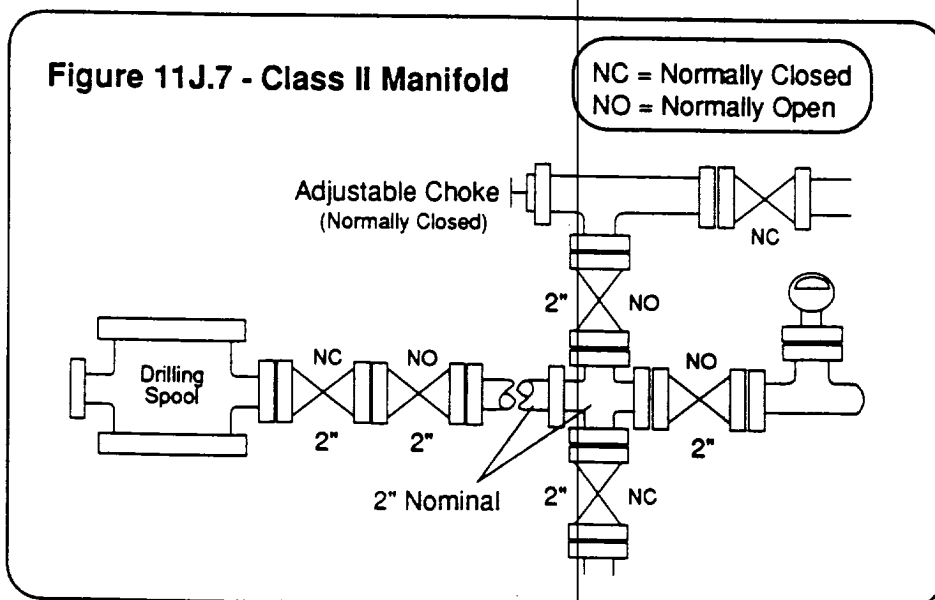 Figure 11J.7 - Class II Manifold
NC = Normally Closed
NO = Normally Open
Adjustable Choke
(Normally Closed)
NC
2" NO
NC NO NO
Drilling
Spool
2" 2" 2"
2" Nominal 2" NC